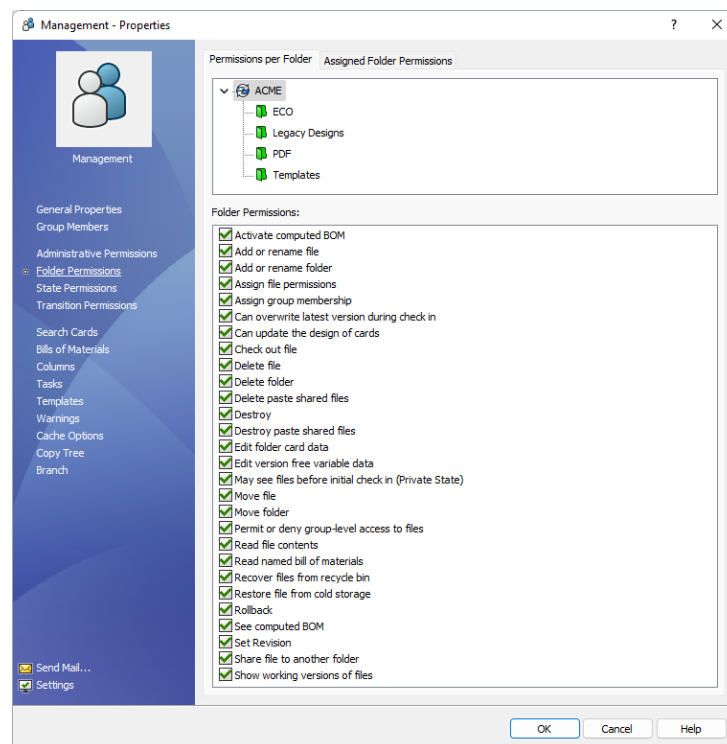 Management - Properties
?
Management
General Properties
Group Members
Administrative Permissions
Folder Permissions
State Permissions
Transition Permissions
Search Cards
Bills of Materials
Columns
Tasks
Templates
Warnings
Cache Options
Copy Tree
Branch
Send Mail...
Settings
Permissions per Folder
Assigned Folder Permissions
ACME
ECO
Legacy Designs
PDF
Templates
Folder Permissions:
Activate computed BOM
Add or rename file
Add or rename folder
Assign file permissions
Assign group membership
Can overwrite latest version during check in
Can update the design of cards
Check out file
Delete file
Delete folder
Delete paste shared files
Destroy
Destroy paste shared files
Edit folder card data
Edit version free variable data
May see files before initial check in (Private State)
Move file
Move folder
Permit or deny group-level access to files
Read file contents
Read named bill of materials
Recover files from recycle bin
Restore file from cold storage
Rollback
See computed BOM
Set Revision
Share file to another folder
Show working versions of files
OK
Cancel
Help